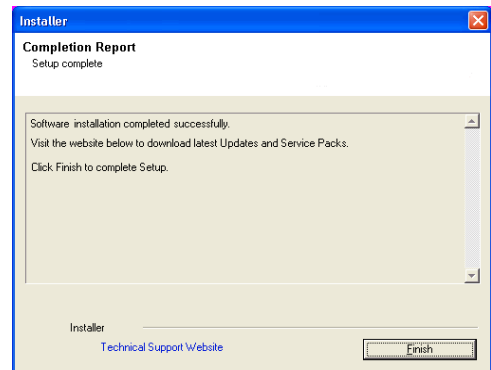 Installer
Completion Report
Setup complete
Software installation completed successfully.
Visit the website below to download latest Updates and Service Packs.
Click Finish to complete Setup.
Installer
Technical Support Website
Finish